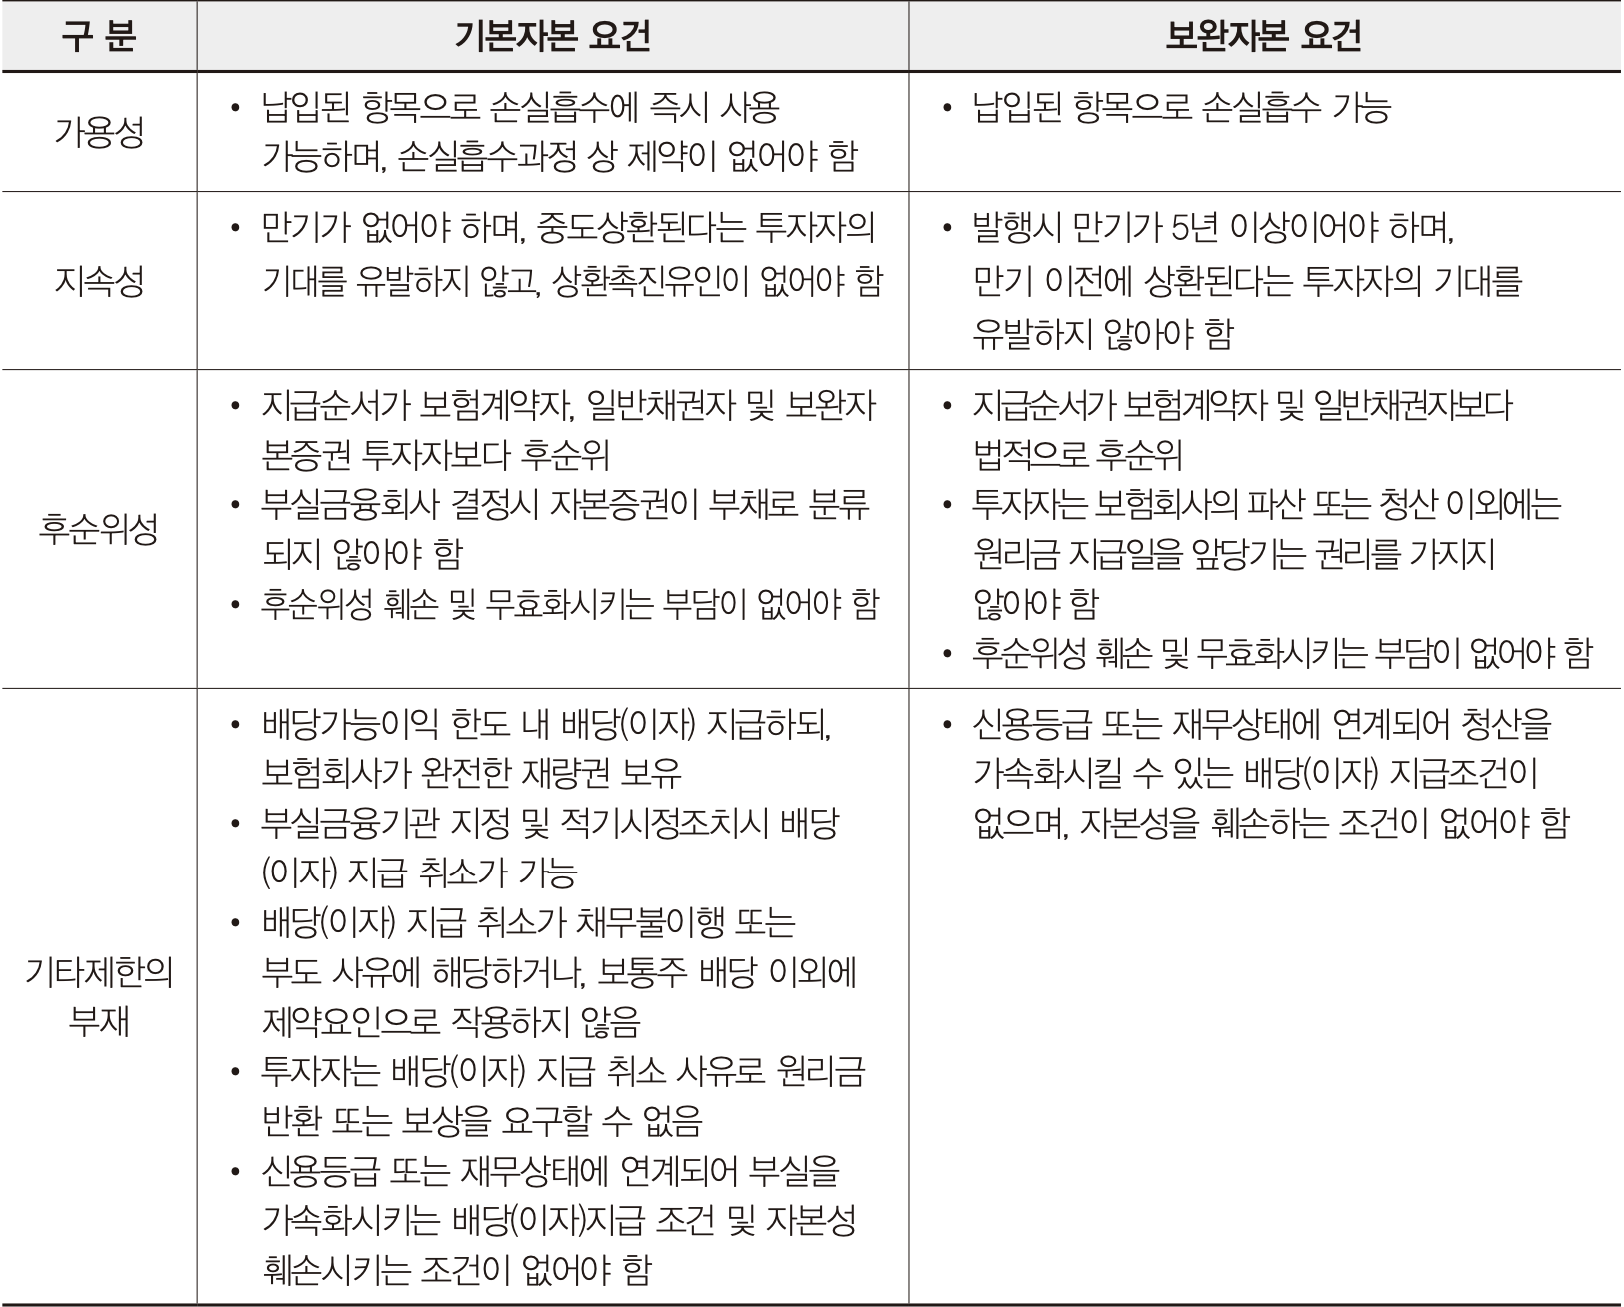 구 분
기본자본 요건
보완자본 요건
가용성
• 납입된 항목으로 손실흡수에 즉시 사용
가능하며, 손실흡수과정 상 제약이 없어야 함
• 납입된 항목으로 손실흡수 가능
지속성
• 만기가 없어야 하며, 중도상환된다는 투자자의
기대를 유발하지 않고, 상환촉진유인이 없어야 함
• 발행시 만기가 5년 이상이어야 하며,
만기 이전에 상환된다는 투자자의 기대를
유발하지 않아야 함
후순위성
• 지급순서가 보험계약자, 일반채권자 및 보완자
본증권 투자자보다 후순위
• 부실금융회사 결정시 자본증권이 부채로 분류
되지 않아야 함
• 후순위성 훼손 및 무효화시키는 부담이 없어야 함
• 지급순서가 보험계약자 및 일반채권자보다
법적으로 후순위
• 투자자는 보험회사의 파산 또는 청산 이외에는
원리금 지급일을 앞당기는 권리를 가지지
않아야 함
• 후순위성 훼손 및 무효화시키는 부담이 없어야 함
기타제한의
부재
• 배당가능이익 한도 내 배당(이자) 지급하되,
보험회사가 완전한 재량권 보유
• 부실금융기관 지정 및 적기시정조치시 배당
(이자) 지급 취소가 가능
• 배당(이자) 지급 취소가 채무불이행 또는
부도 사유에 해당하거나, 보통주 배당 이외에
제약요인으로 작용하지 않음
• 투자자는 배당(이자) 지급 취소 사유로 원리금
반환 또는 보상을 요구할 수 없음
• 신용등급 또는 재무상태에 연계되어 부실을
가속화시키는 배당(이자)지급 조건 및 자본성
훼손시키는 조건이 없어야 함
• 신용등급 또는 재무상태에 연계되어 청산을
가속화시킬 수 있는 배당(이자) 지급조건이
없으며, 자본성을 훼손하는 조건이 없어야 함